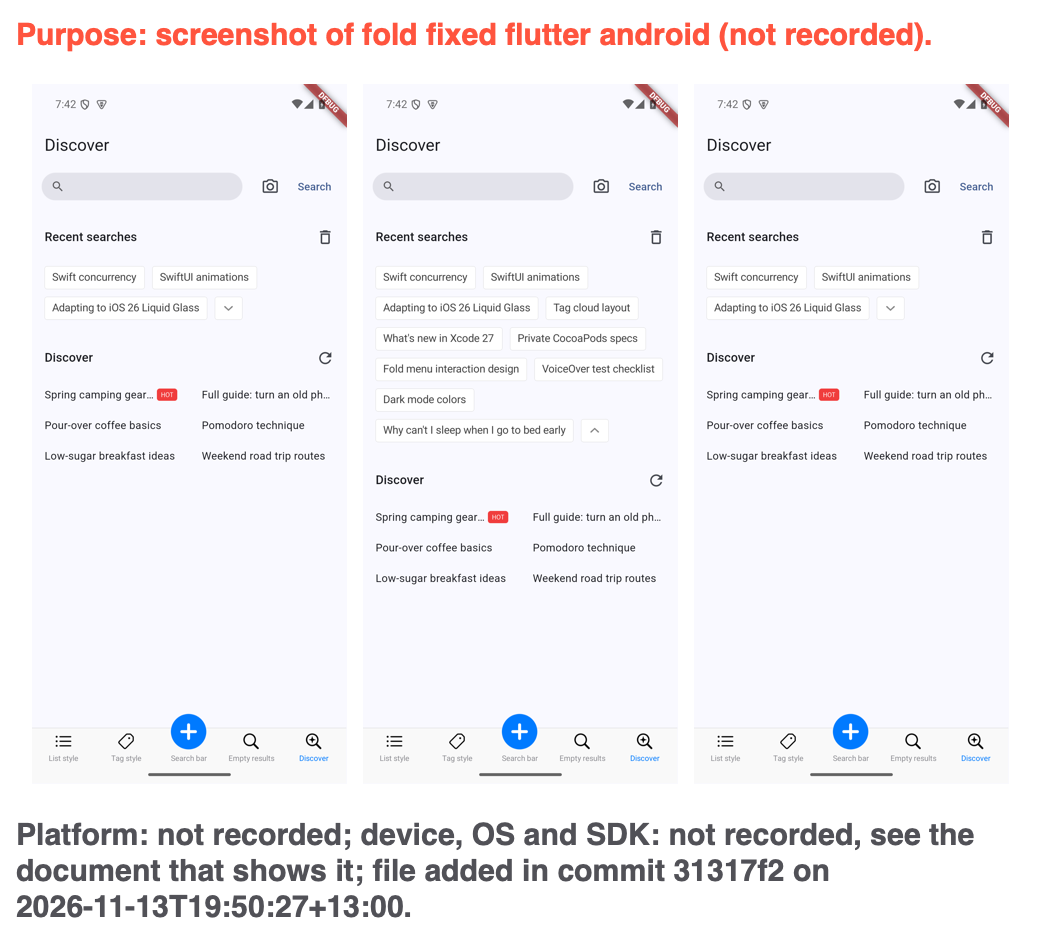 Purpose: screenshot of fold fixed flutter android (not recorded).
7:42
DEBUG
Discover
Search
Recent searches
Swift concurrency
SwiftUI animations
Adapting to iOS 26 Liquid Glass
Discover
Spring camping gear... HOT
Full guide: turn an old ph...
Pour-over coffee basics
Pomodoro technique
Low-sugar breakfast ideas
Weekend road trip routes
List style
Tag style
Search bar
Empty results
Discover
7:42
DEBUG
Discover
Search
Recent searches
Swift concurrency
SwiftUI animations
Adapting to iOS 26 Liquid Glass
Tag cloud layout
What's new in Xcode 27
Private CocoaPods specs
Fold menu interaction design
VoiceOver test checklist
Dark mode colors
Why can't I sleep when I go to bed early
Discover
Spring camping gear... HOT
Full guide: turn an old ph...
Pour-over coffee basics
Pomodoro technique
Low-sugar breakfast ideas
Weekend road trip routes
List style
Tag style
Search bar
Empty results
Discover
7:42
DEBUG
Discover
Search
Recent searches
Swift concurrency
SwiftUI animations
Adapting to iOS 26 Liquid Glass
Discover
Spring camping gear... HOT
Full guide: turn an old ph...
Pour-over coffee basics
Pomodoro technique
Low-sugar breakfast ideas
Weekend road trip routes
List style
Tag style
Search bar
Empty results
Discover
Platform: not recorded; device, OS and SDK: not recorded, see the
document that shows it; file added in commit 31317f2 on
2026-11-13T19:50:27+13:00.